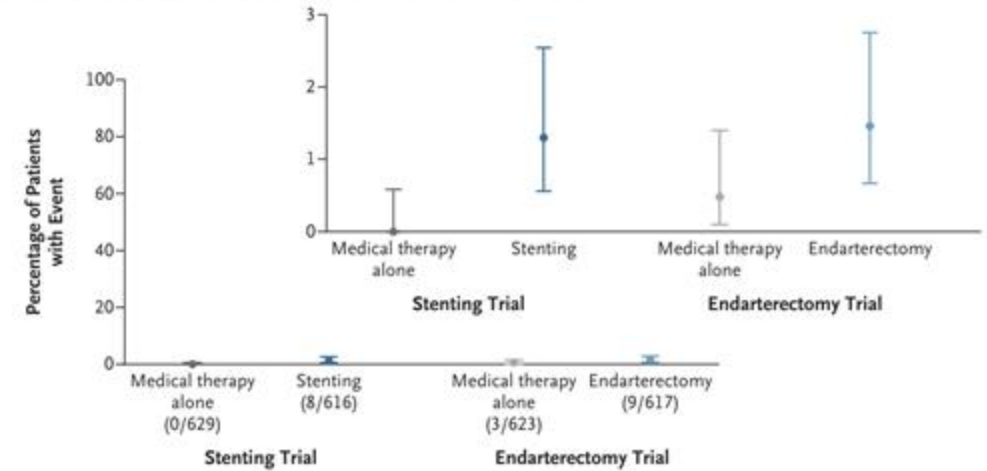 3
2
1
0
Medical therapy
alone
Stenting
Medical therapy
alone
Endarterectomy
Stenting Trial
Endarterectomy Trial
Percentage of Patients
with Event
100
80
60
40
20
0
Medical therapy
alone
(0/629)
Stenting
(8/616)
Medical therapy
alone
(3/623)
Endarterectomy
(9/617)
Stenting Trial
Endarterectomy Trial